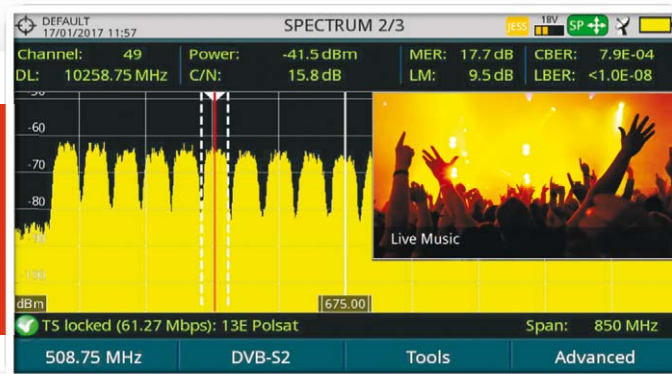 DEFAULT
17/01/2017 11:57
SPECTRUM 2/3
JESS
18V
SP
Channel: 49
Power: -41.5 dBm
MER: 17.7 dB
CBER: 7.9E-04
DL: 10258.75 MHz
C/N: 15.8 dB
LM: 9.5 dB
LBER: <1.0E-08
-60
-70
-80
Live Music
dBm
675.00
TS locked (61.27 Mbps): 13E Polsat
Span: 850 MHz
508.75 MHz
DVB-S2
Tools
Advanced